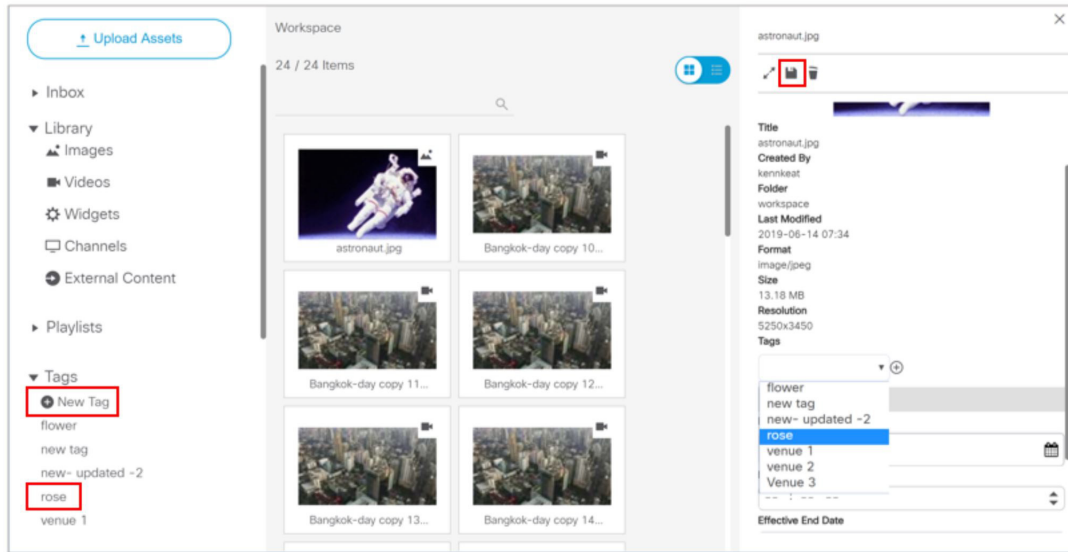 Upload Assets
Inbox
Library
Images
Videos
Widgets
Channels
External Content
Playlists
Tags
New Tag
flower
new tag
new- updated -2
rose
venue 1
Workspace
24 / 24 Items
astronaut.jpg
Bangkok-day copy 10...
Bangkok-day copy 11...
Bangkok-day copy 12...
Bangkok-day copy 13...
Bangkok-day copy 14...
astronaut.jpg
Title
astronaut.jpg
Created By
kennkeat
Folder
workspace
Last Modified
2019-06-14 07:34
Format
image/jpeg
Size
13.18 MB
Resolution
5250x3450
Tags
flower
new tag
new- updated -2
rose
venue 1
venue 2
Venue 3
Effective End Date